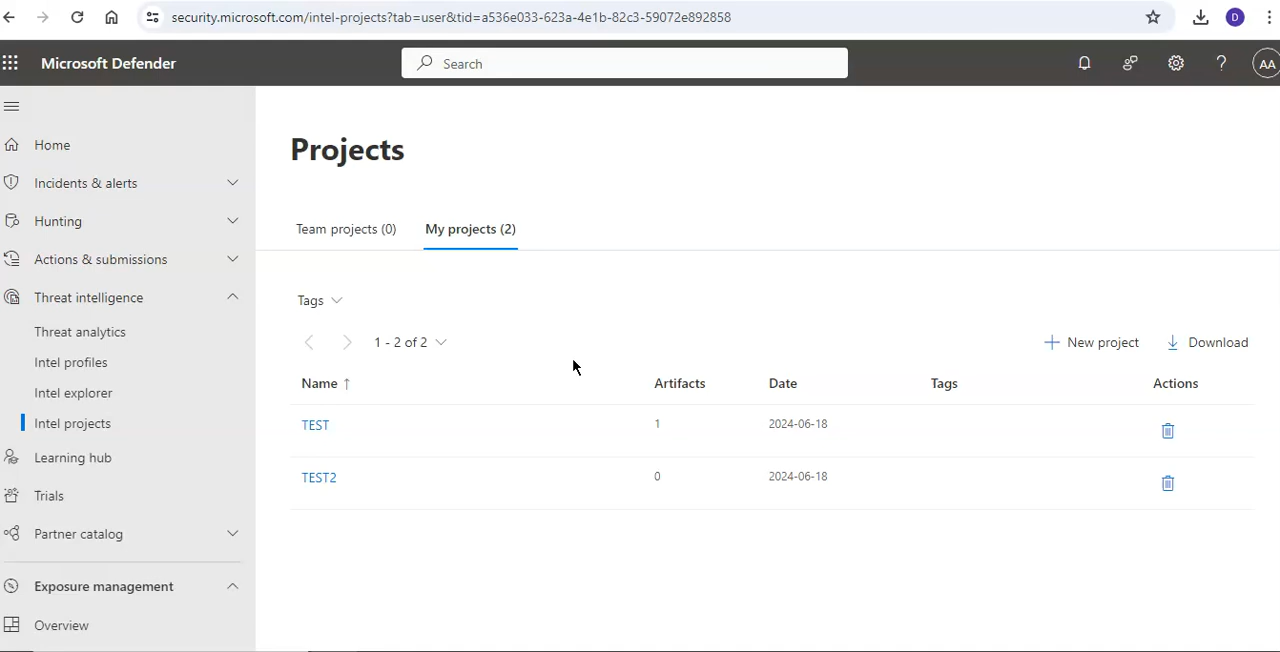 security.microsoft.com/intel-projects?tab=user&tid=a536e033-623a-4e1b-82c3-59072e892858
D
Microsoft Defender
Search
?
AA
Home
Incidents & alerts
Hunting
Actions & submissions
Threat intelligence
Threat analytics
Intel profiles
Intel explorer
Intel projects
Learning hub
Trials
Partner catalog
Exposure management
Overview
Projects
Team projects (0) My projects (2)
Tags
1 - 2 of 2 New project Download
Name ↑ Artifacts Date Tags Actions
TEST 1 2024-06-18
TEST2 0 2024-06-18